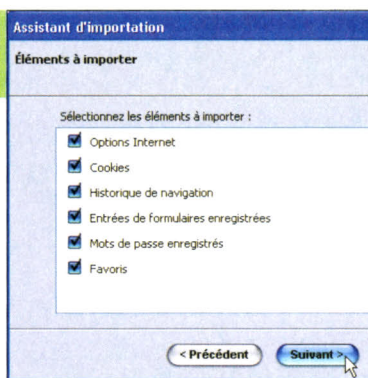 Assistant d'importation
Éléments à importer
Sélectionnez les éléments à importer :
Options Internet
Cookies
Historique de navigation
Entrées de formulaires enregistrées
Mots de passe enregistrés
Favoris
< Précédent
Suivant >